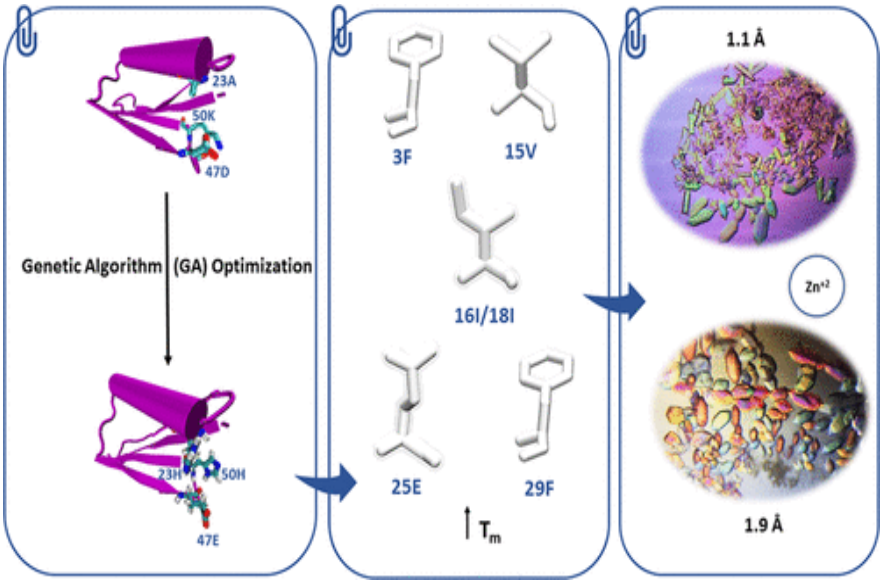 23A
50K
47D
Genetic Algorithm (GA) Optimization
23H 50H
47E
3F 15V
16I/18I
25E 29F
↑ Tm
1.1 Å
Zn+2
1.9 Å